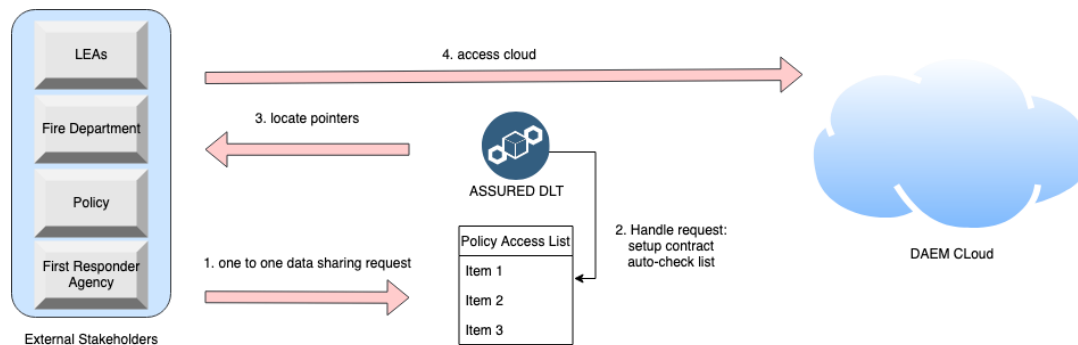 LEAs
Fire Department
Policy
First Responder
Agency
External Stakeholders
4. access cloud
3. locate pointers
1. one to one data sharing request
ASSURED DLT
Policy Access List
Item 1
Item 2
Item 3
2. Handle request:
setup contract
auto-check list
DAEM CLoud